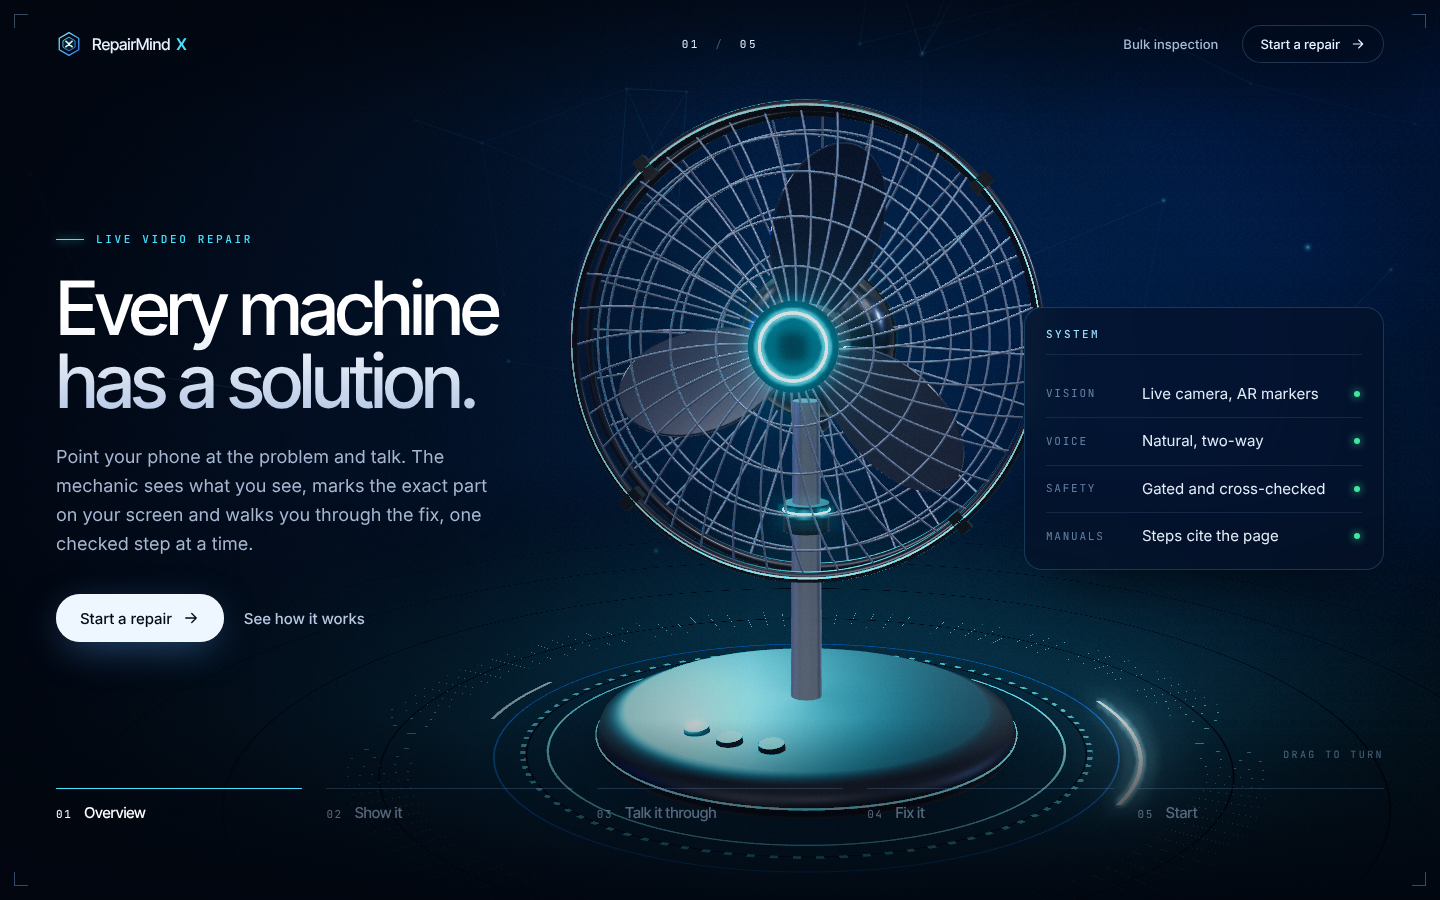 RepairMind X
01 / 05
Bulk inspection
Start a repair
LIVE VIDEO REPAIR
Every machine
has a solution.
Point your phone at the problem and talk. The
mechanic sees what you see, marks the exact part
on your screen and walks you through the fix, one
checked step at a time.
Start a repair
See how it works
SYSTEM
VISION Live camera, AR markers
VOICE Natural, two-way
SAFETY Gated and cross-checked
MANUALS Steps cite the page
DRAG TO TURN
01 Overview
02 Show it
03 Talk it through
04 Fix it
05 Start